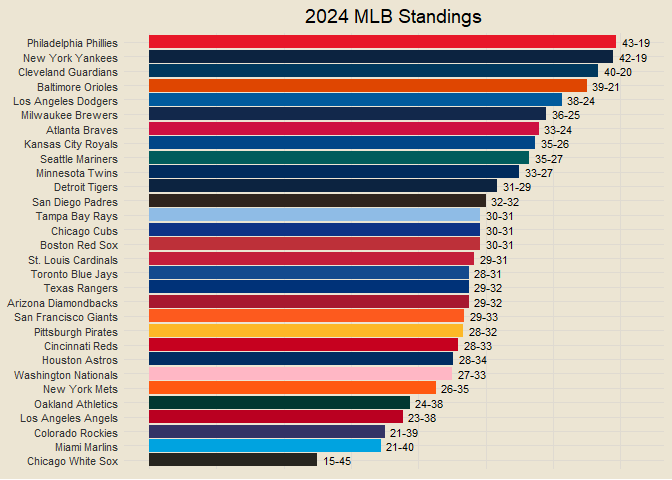 2024 MLB Standings
Philadelphia Phillies 43-19
New York Yankees 42-19
Cleveland Guardians 40-20
Baltimore Orioles 39-21
Los Angeles Dodgers 38-24
Milwaukee Brewers 36-25
Atlanta Braves 33-24
Kansas City Royals 35-26
Seattle Mariners 35-27
Minnesota Twins 33-27
Detroit Tigers 31-29
San Diego Padres 32-32
Tampa Bay Rays 30-31
Chicago Cubs 30-31
Boston Red Sox 30-31
St. Louis Cardinals 29-31
Toronto Blue Jays 28-31
Texas Rangers 29-32
Arizona Diamondbacks 29-32
San Francisco Giants 29-33
Pittsburgh Pirates 28-32
Cincinnati Reds 28-33
Houston Astros 28-34
Washington Nationals 27-33
New York Mets 26-35
Oakland Athletics 24-38
Los Angeles Angels 23-38
Colorado Rockies 21-39
Miami Marlins 21-40
Chicago White Sox 15-45